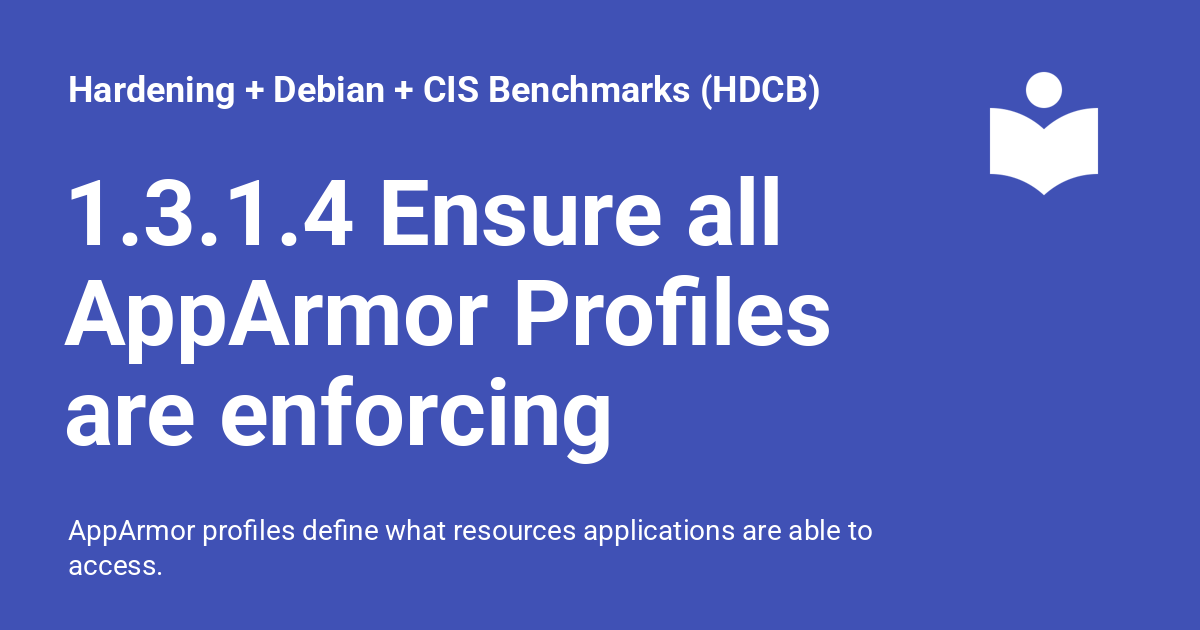 Hardening + Debian + CIS Benchmarks (HDCB)
1.3.1.4 Ensure all
AppArmor Profiles
are enforcing
AppArmor profiles define what resources applications are able to
access.